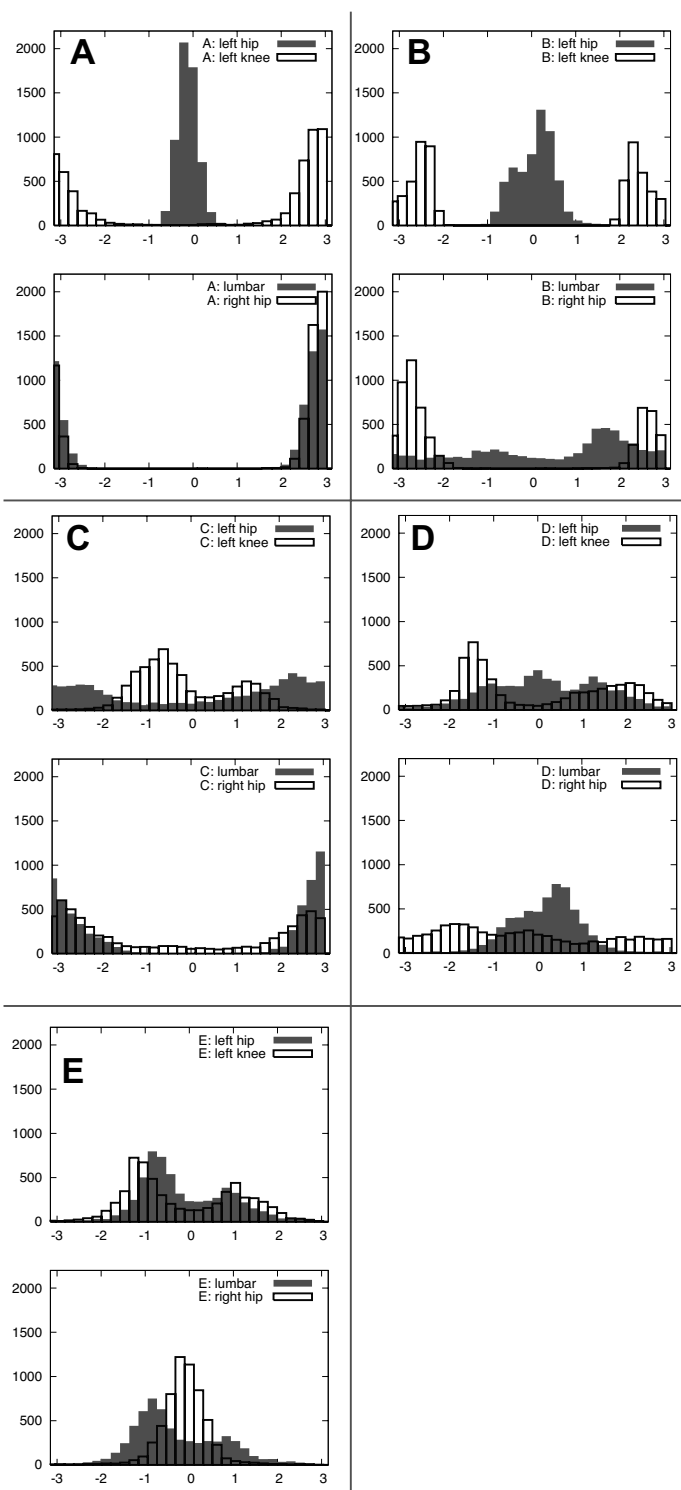 A
A: left hip
A: left knee
2000
1500
1000
500
0
-3 -2 -1 0 1 2 3
A: lumbar
A: right hip
2000
1500
1000
500
0
-3 -2 -1 0 1 2 3
B
B: left hip
B: left knee
2000
1500
1000
500
0
-3 -2 -1 0 1 2 3
B: lumbar
B: right hip
2000
1500
1000
500
0
-3 -2 -1 0 1 2 3
C
C: left hip
C: left knee
2000
1500
1000
500
0
-3 -2 -1 0 1 2 3
C: lumbar
C: right hip
2000
1500
1000
500
0
-3 -2 -1 0 1 2 3
D
D: left hip
D: left knee
2000
1500
1000
500
0
-3 -2 -1 0 1 2 3
D: lumbar
D: right hip
2000
1500
1000
500
0
-3 -2 -1 0 1 2 3
E
E: left hip
E: left knee
2000
1500
1000
500
0
-3 -2 -1 0 1 2 3
E: lumbar
E: right hip
2000
1500
1000
500
0
-3 -2 -1 0 1 2 3